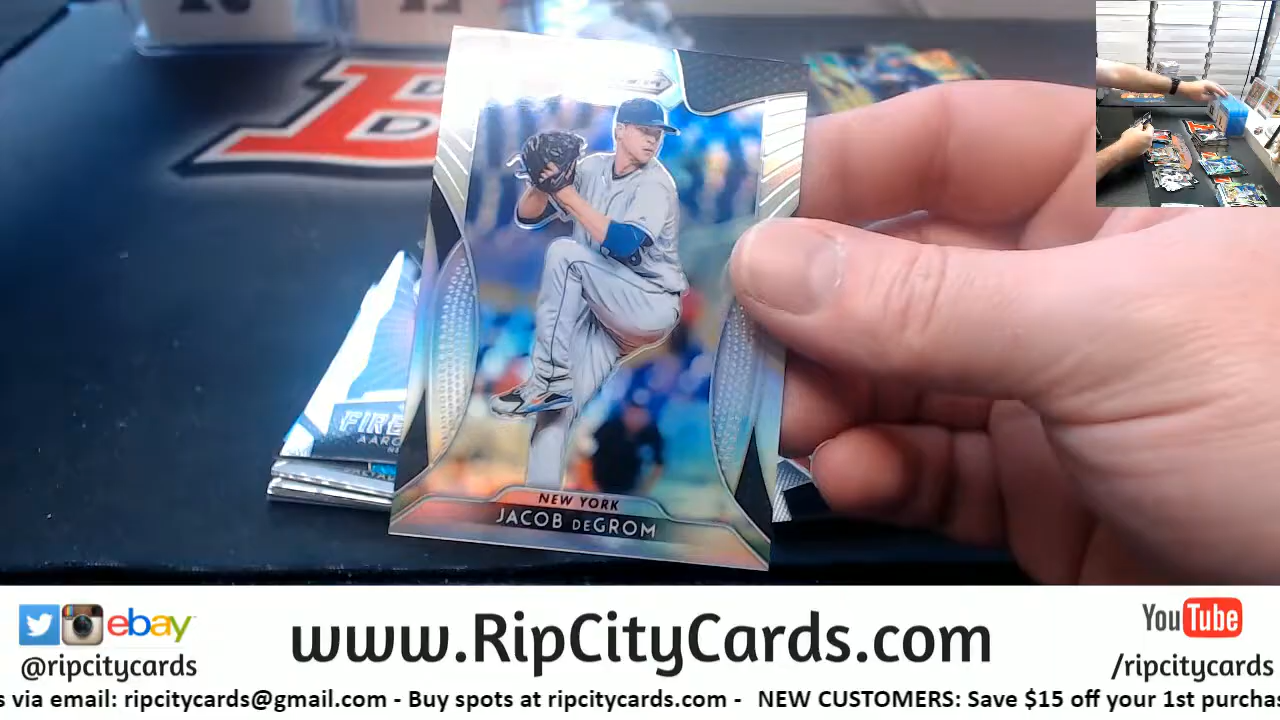 FIRE
AARO
NEW YORK
JACOB DEGROM
ebay
@ripcitycards
www.RipCityCards.com
YouTube
/ripcitycards
s via email: ripcitycards@gmail.com - Buy spots at ripcitycards.com - NEW CUSTOMERS: Save $15 off your 1st purcha